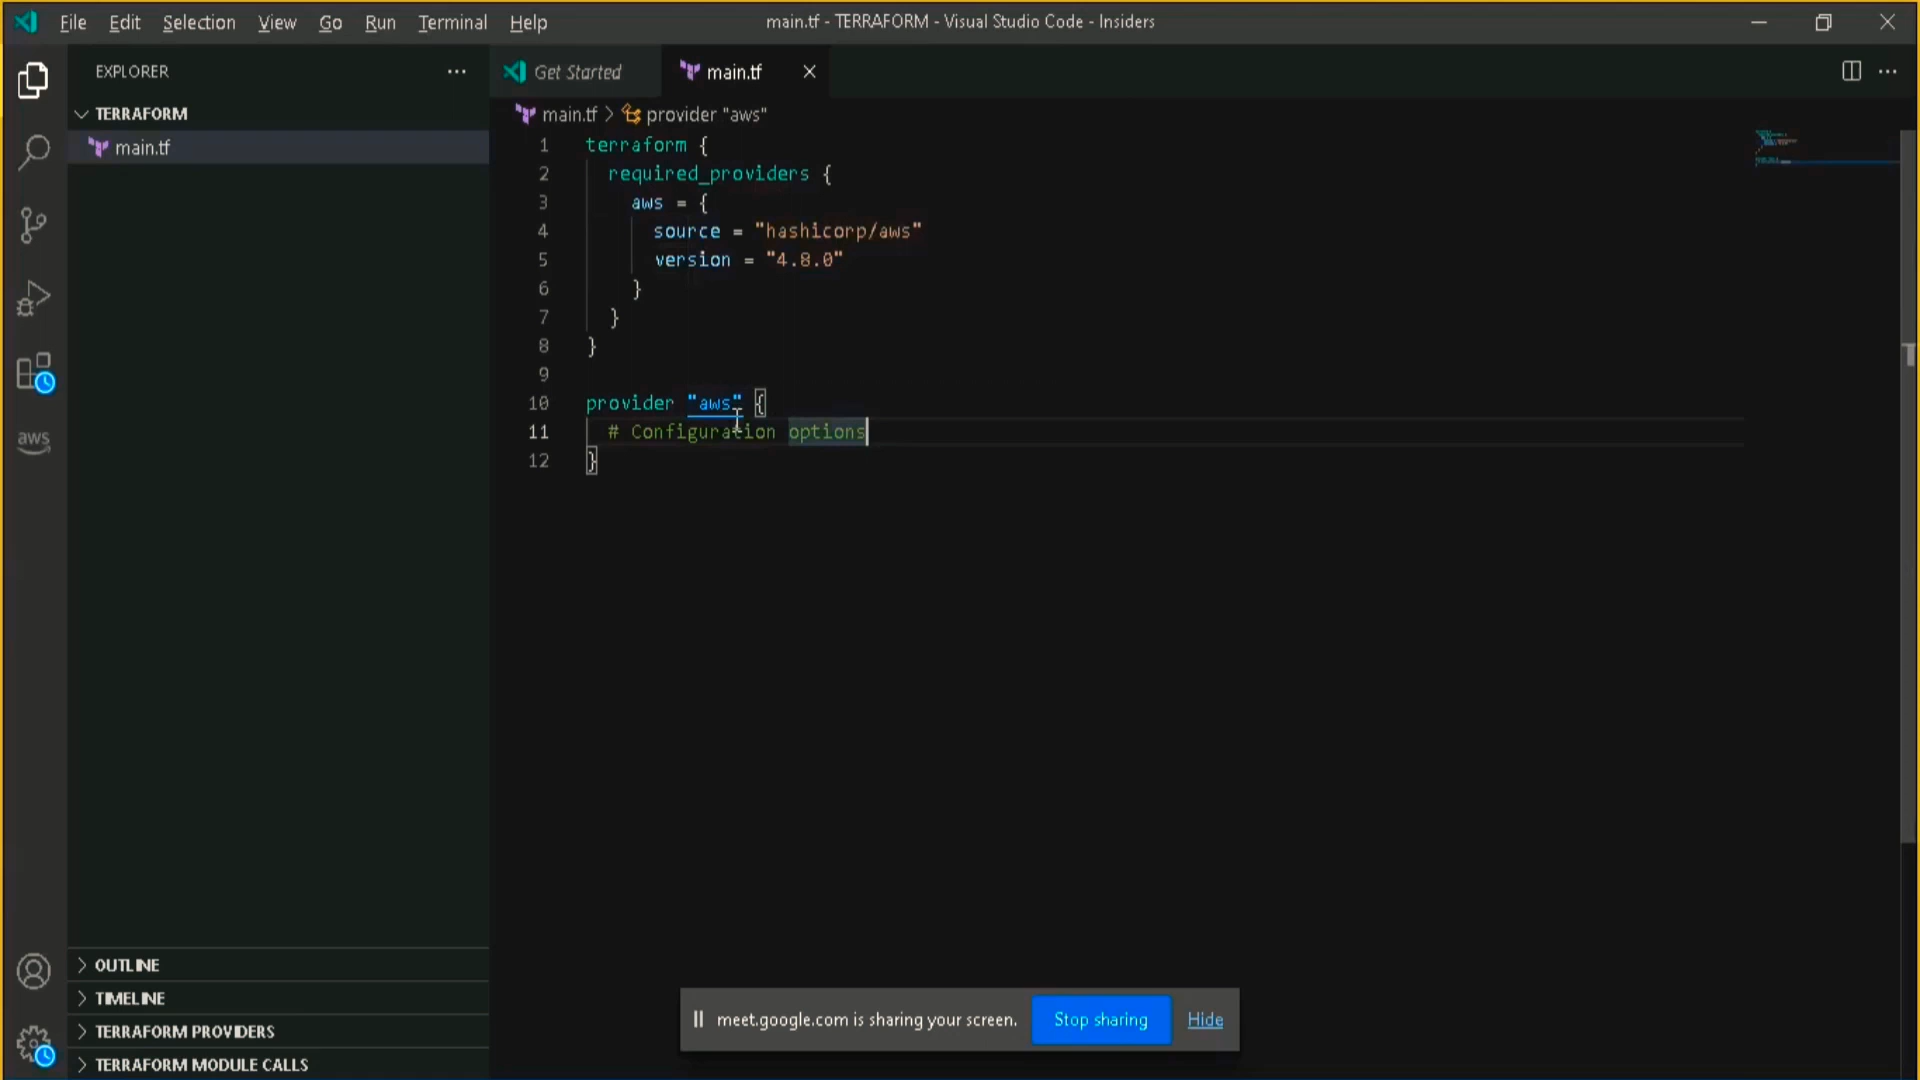 File Edit Selection View Go Run Terminal Help
main.tf - TERRAFORM - Visual Studio Code - Insiders
EXPLORER
Get Started
main.tf
TERRAFORM
main.tf > provider "aws"
main.tf
1 terraform {
2 required_providers {
3 aws = {
4 source = "hashicorp/aws"
5 version = "4.8.0"
6 }
7 }
8 }
9
10 provider "aws" {
11 # Configuration options
12 }
aws
OUTLINE
TIMELINE
TERRAFORM PROVIDERS
TERRAFORM MODULE CALLS
meet.google.com is sharing your screen. Stop sharing Hide